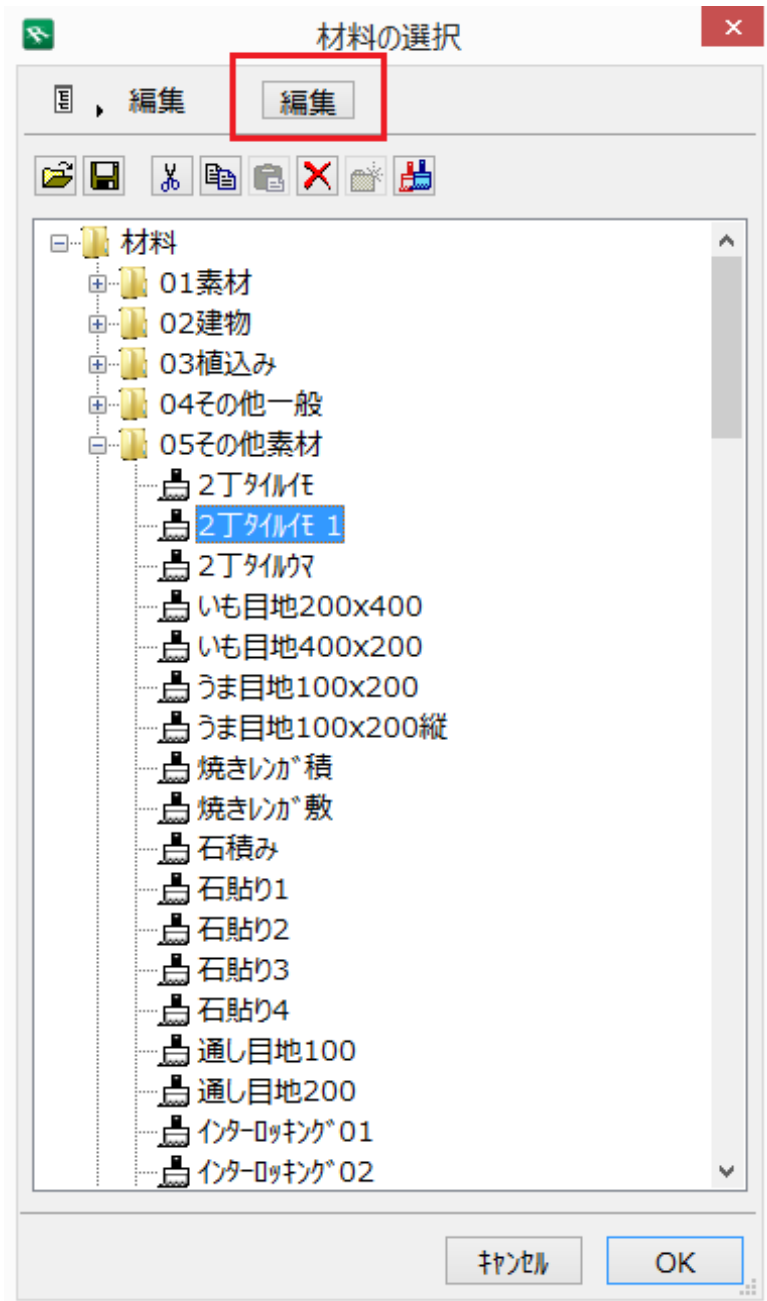 材料の選択
編集 編集
材料
01素材
02建物
03植込み
04その他一般
05その他素材
2丁ﾀｲﾙｲﾓ
2丁ﾀｲﾙｲﾓ 1
2丁ﾀｲﾙｳﾏ
いも目地200x400
いも目地400x200
うま目地100x200
うま目地100x200縦
焼きﾚﾝｶﾞ積
焼きﾚﾝｶﾞ敷
石積み
石貼り1
石貼り2
石貼り3
石貼り4
通し目地100
通し目地200
ｲﾝﾀｰﾛｯｷﾝｸﾞ01
ｲﾝﾀｰﾛｯｷﾝｸﾞ02
ｷｬﾝｾﾙ OK